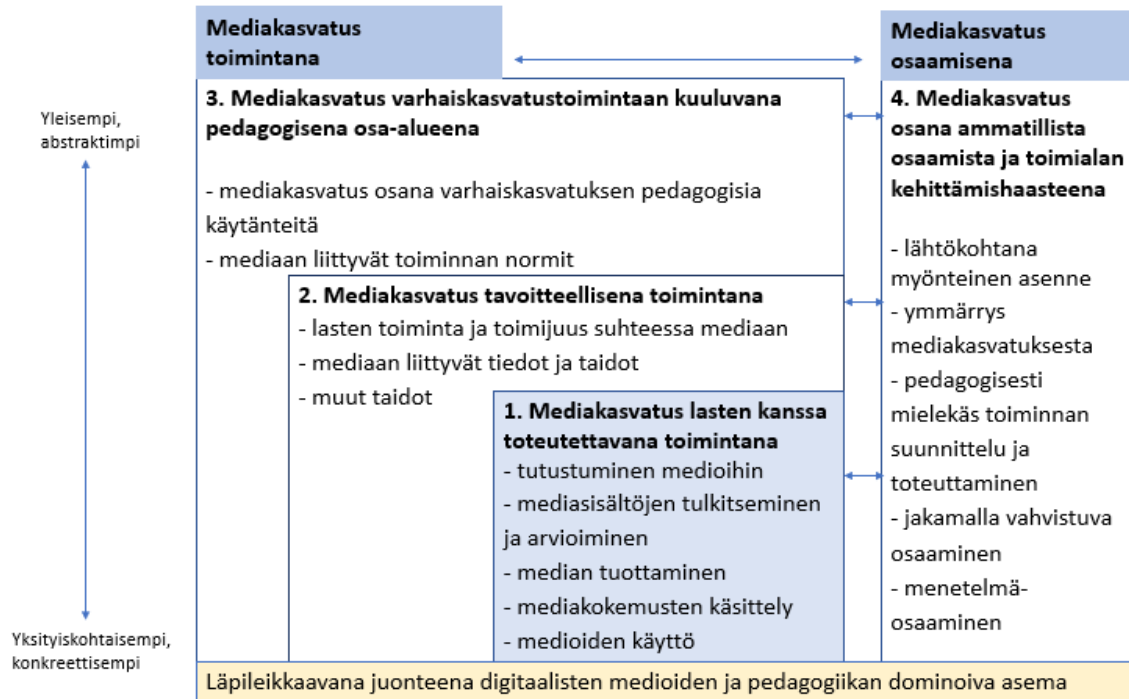 Mediakasvatus
toimintana
Mediakasvatus
osaamisena
Yleisempi,
abstraktimpi
Yksityiskohtaisempi,
konkreettisempi
3. Mediakasvatus varhaiskasvatustoimintaan kuuluvana
pedagogisena osa-alueena
- mediakasvatus osana varhaiskasvatuksen pedagogisia
käytänteitä
- mediaan liittyvät toiminnan normit
2. Mediakasvatus tavoitteellisena toimintana
- lasten toiminta ja toimijuus suhteessa mediaan
- mediaan liittyvät tiedot ja taidot
- muut taidot
1. Mediakasvatus lasten kanssa
toteutettavana toimintana
- tutustuminen medioihin
- mediasisältöjen tulkitseminen
ja arvioiminen
- median tuottaminen
- mediakokemusten käsittely
- medioiden käyttö
4. Mediakasvatus
osana ammatillista
osaamista ja toimialan
kehittämishaasteena
- lähtökohtana
myönteinen asenne
- ymmärrys
mediakasvatuksesta
- pedagogisesti
mielekäs toiminnan
suunnittelu ja
toteuttaminen
- jakamalla vahvistuva
osaaminen
- menetelmä-
osaaminen
Läpileikkaavana juonteena digitaalisten medioiden ja pedagogiikan dominoiva asema